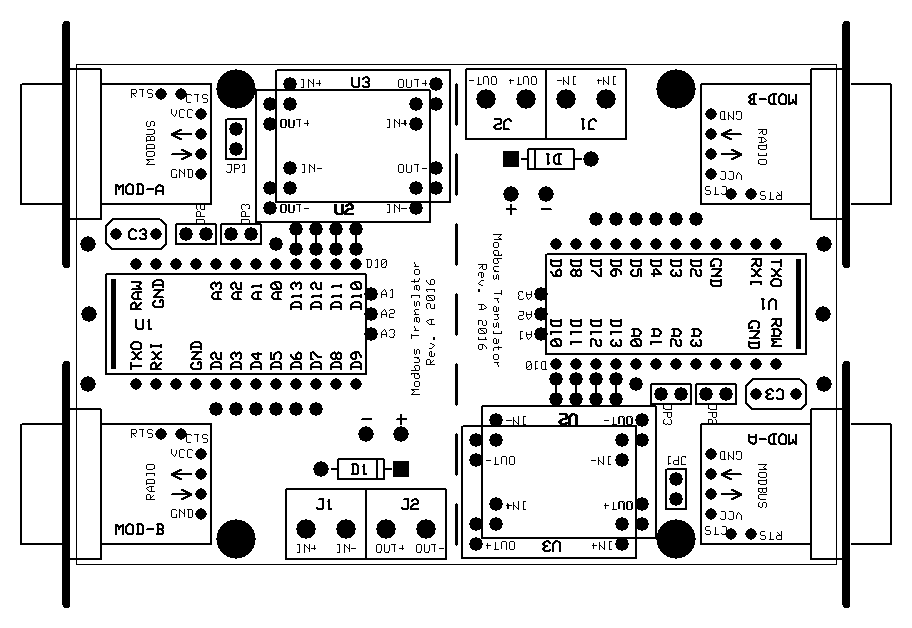 RTS CTS
VCC
MODBUS
GND
MOD-A
JP1
IN+ U3 OUT+
OUT+ IN+
IN- OUT-
OUT- U2 IN-
C3
JP2
JP3
D10
RAW GND A3 A2 A1 A0 D13 D12 D11 D10
U1
TXO RXI GND D2 D3 D4 D5 D6 D7 D8 D9
A1
A2
A3
Modbus Translator
Rev. A 2016
RTS CTS
VCC
RADIO
GND
MOD-B
- +
D1
J1 J2
IN+ IN- OUT+ OUT-
OUT- OUT+ IN- IN+
J2 J1
D1
+ -
MOD-B
GND
RADIO
VCC
CTS RTS
Modbus Translator
Rev. A 2016
D9 D8 D7 D6 D5 D4 D3 D2 GND RXI TXO
U1
D10 D11 D12 D13 A0 A1 A2 A3 GND RAW
A3
A2
A1
D10
JP3
JP2
C3
IN- U2 OUT-
OUT- IN-
IN+ OUT+
OUT+ U3 IN+
JP1
MOD-A
GND
MODBUS
VCC
CTS RTS